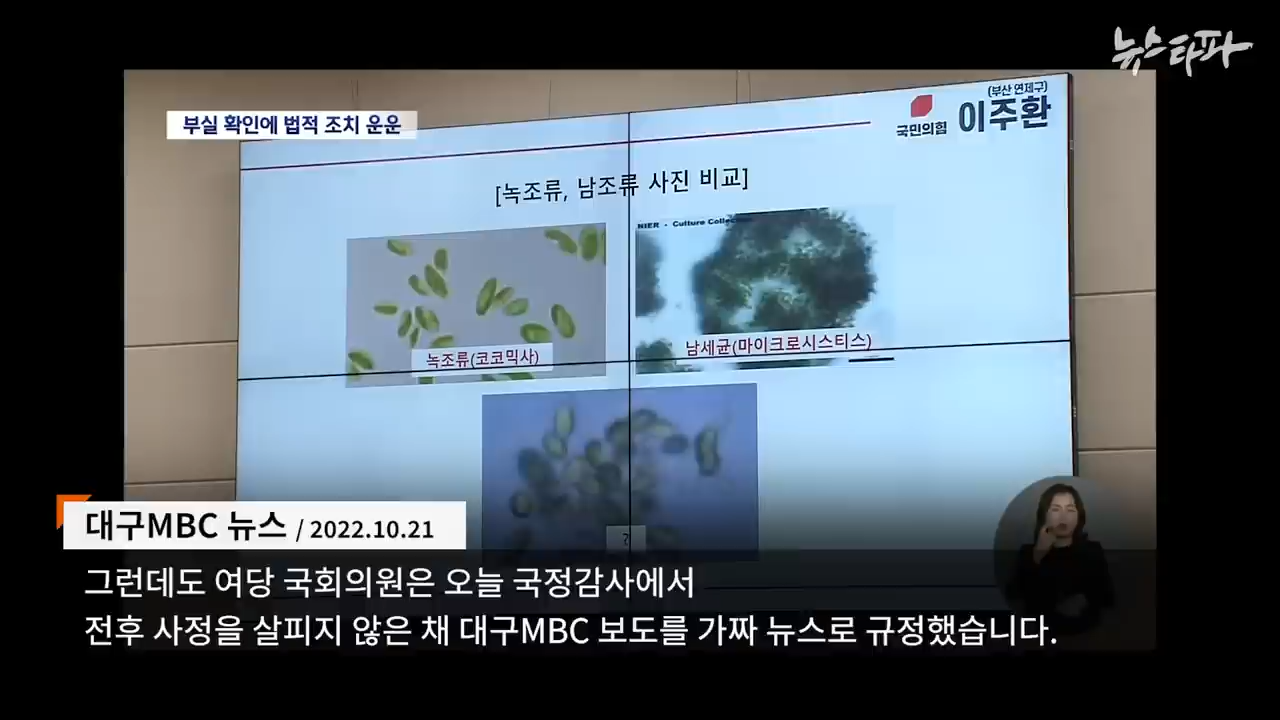 뉴스타파
부실 확인에 법적 조치 운운
(부산 연제구)
국민의힘 이주환
[녹조류, 남조류 사진 비교]
NIER - Culture Collec
녹조류(코코믹사)
남세균(마이크로시스티스)
?
대구MBC 뉴스 / 2022.10.21
그런데도 여당 국회의원은 오늘 국정감사에서
전후 사정을 살피지 않은 채 대구MBC 보도를 가짜 뉴스로 규정했습니다.